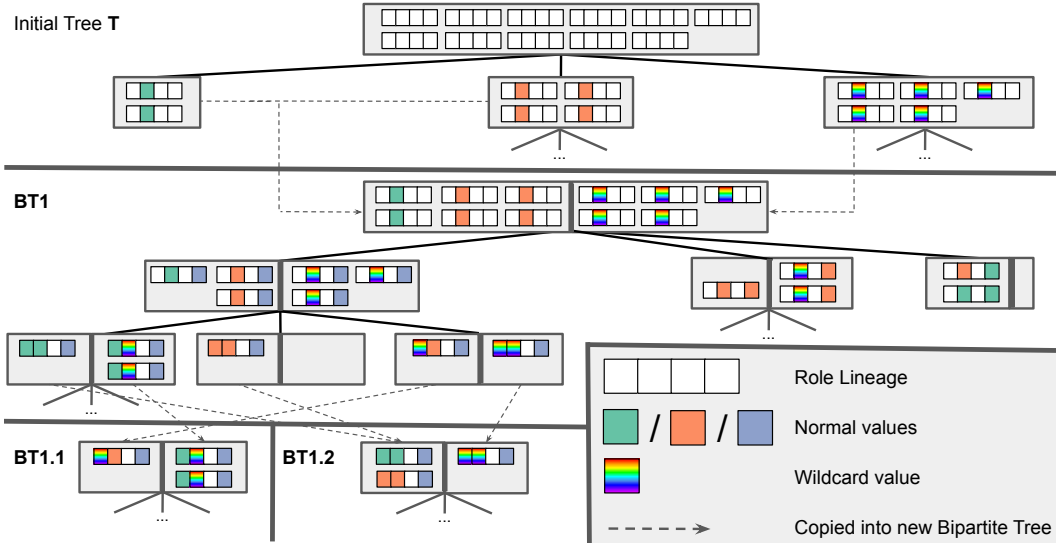 Initial Tree T
...
...
BT1
...
...
BT1.1
...
BT1.2
...
Role Lineage
/ /
Normal values
Wildcard value
Copied into new Bipartite Tree